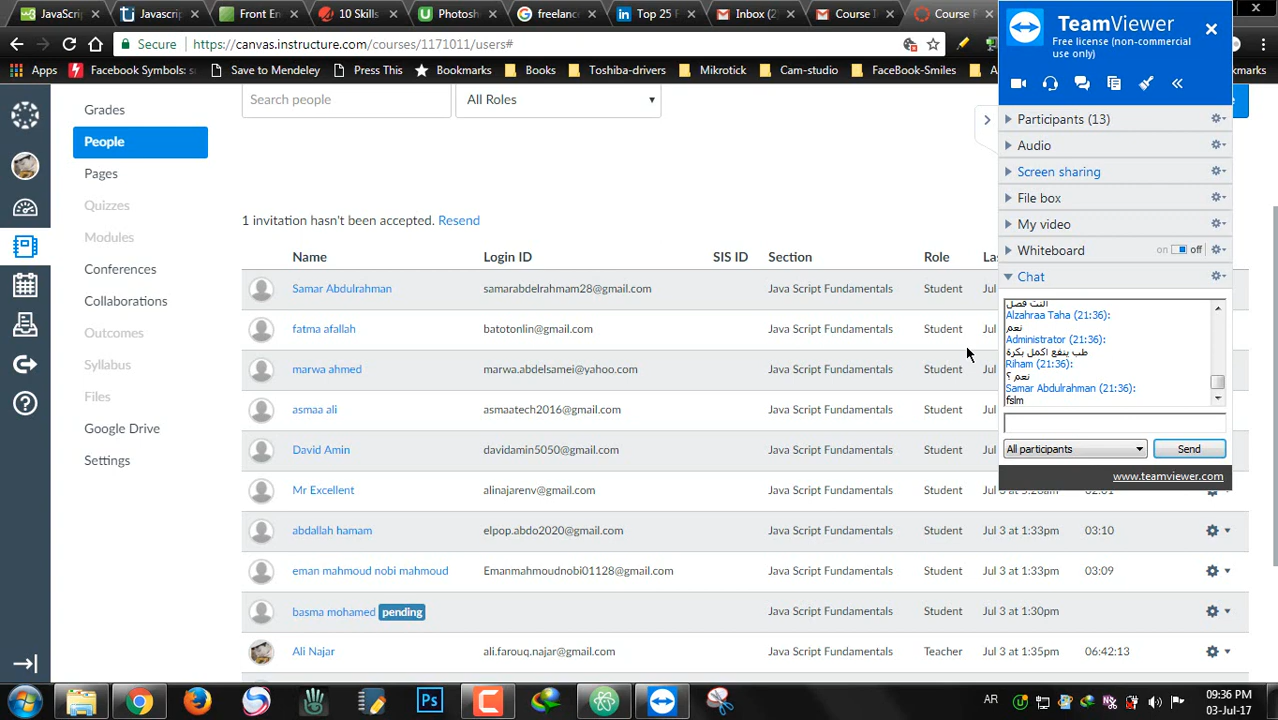 JavaScri
Javascri
Front En
10 Skills
Photosh
freelanc
Top 25
Inbox (2
Course I
Course R
TeamViewer
Free license (non-commercial
use only)
Secure
https://canvas.instructure.com/courses/1171011/users#
Apps
Facebook Symbols: s
Save to Mendeley
Press This
Bookmarks
Books
Toshiba-drivers
Mikrotick
Cam-studio
FaceBook-Smiles
Grades
People
Pages
Quizzes
Modules
Conferences
Collaborations
Outcomes
Syllabus
Files
Google Drive
Settings
Search people
All Roles
1 invitation hasn't been accepted. Resend
Name Login ID SIS ID Section Role
Samar Abdulrahman samarabdelrahmam28@gmail.com Java Script Fundamentals Student
fatma afallah batotonlin@gmail.com Java Script Fundamentals Student
marwa ahmed marwa.abdelsamei@yahoo.com Java Script Fundamentals Student
asmaa ali asmaatech2016@gmail.com Java Script Fundamentals Student
David Amin davidamin5050@gmail.com Java Script Fundamentals Student
Mr Excellent alinajarenv@gmail.com Java Script Fundamentals Student
abdallah hamam elpop.abdo2020@gmail.com Java Script Fundamentals Student Jul 3 at 1:33pm 03:10
eman mahmoud nobi mahmoud Emanmahmoudnobi01128@gmail.com Java Script Fundamentals Student Jul 3 at 1:33pm 03:09
basma mohamed pending Java Script Fundamentals Student Jul 3 at 1:30pm
Ali Najar ali.farouq.najar@gmail.com Java Script Fundamentals Teacher Jul 3 at 1:35pm 06:42:13
Participants (13)
Audio
Screen sharing
File box
My video
Whiteboard on off
Chat
النت فصل
Alzahraa Taha (21:36):
نعم
Administrator (21:36):
طب ينفع اكمل بكرة
Riham (21:36):
نعم ؟
Samar Abdulrahman (21:36):
fslm
All participants
Send
www.teamviewer.com
AR
09:36 PM
03-Jul-17